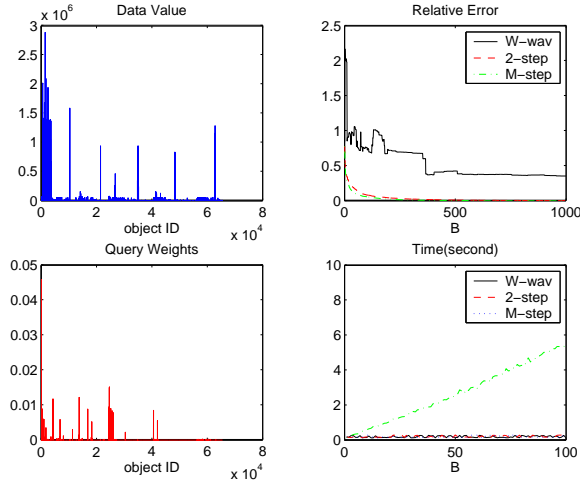 Data Value
x 10^6
3
2.5
2
1.5
1
0.5
0
0 2 4 6 8
object ID
x 10^4
Relative Error
2.5
2
1.5
1
0.5
0
0 500 1000
B
W-wav
2-step
M-step
Query Weights
0.05
0.04
0.03
0.02
0.01
0
0 2 4 6 8
object ID
x 10^4
Time(second)
10
8
6
4
2
0
0 50 100
B
W-wav
2-step
M-step